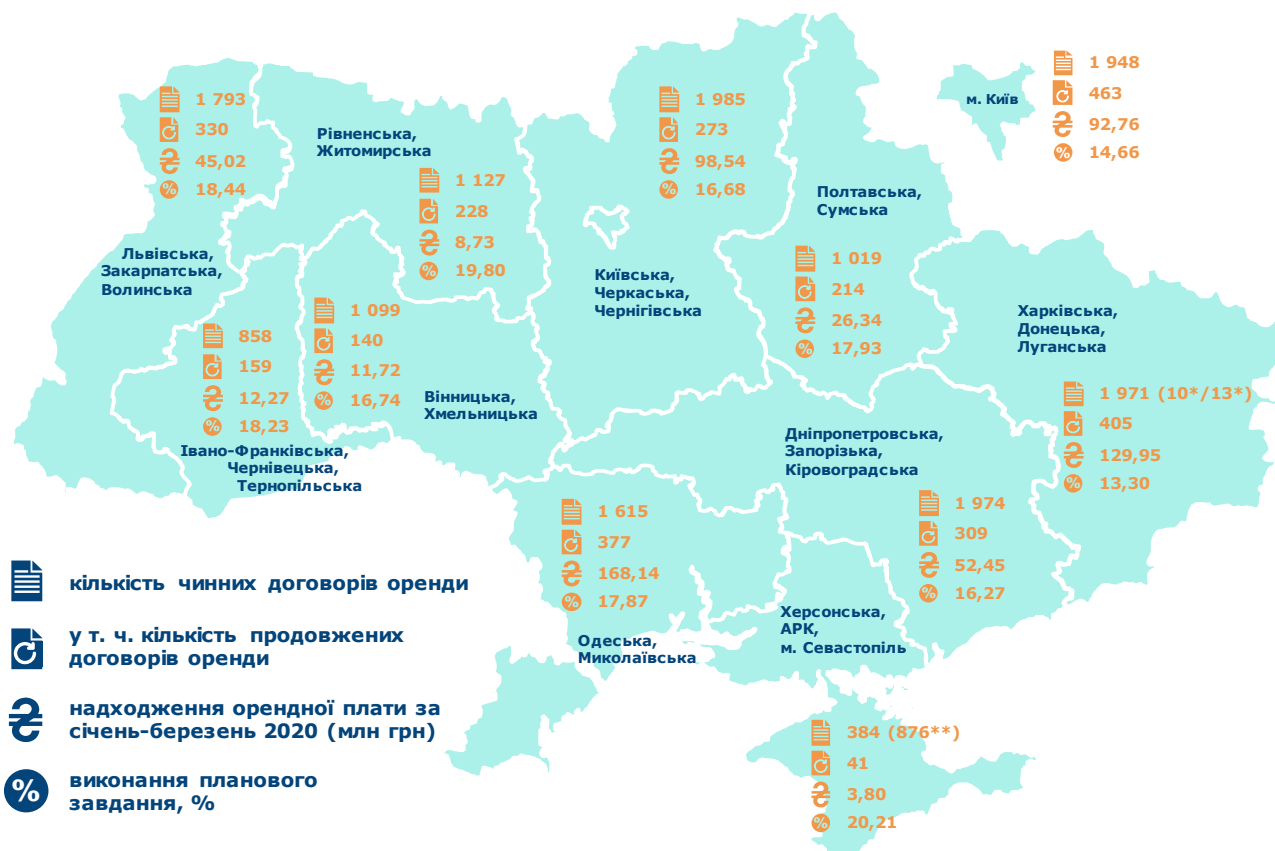 1 793
330
45,02
18,44
Львівська,
Закарпатська,
Волинська
Рівненська,
Житомирська
1 127
228
8,73
19,80
1 985
273
98,54
16,68
Київська,
Черкаська,
Чернігівська
м. Київ
1 948
463
92,76
14,66
Полтавська,
Сумська
1 019
214
26,34
17,93
Харківська,
Донецька,
Луганська
1 971 (10*/13*)
405
129,95
13,30
858
159
12,27
18,23
Івано-Франківська,
Чернівецька,
Тернопільська
1 099
140
11,72
16,74
Вінницька,
Хмельницька
Дніпропетровська,
Запорізька,
Кіровоградська
1 974
309
52,45
16,27
1 615
377
168,14
17,87
Одеська,
Миколаївська
Херсонська,
АРК,
м. Севастопіль
384 (876**)
41
3,80
20,21
кількість чинних договорів оренди
у т. ч. кількість продовжених
договорів оренди
₴ надходження орендної плати за
січень-березень 2020 (млн грн)
% виконання планового
завдання, %